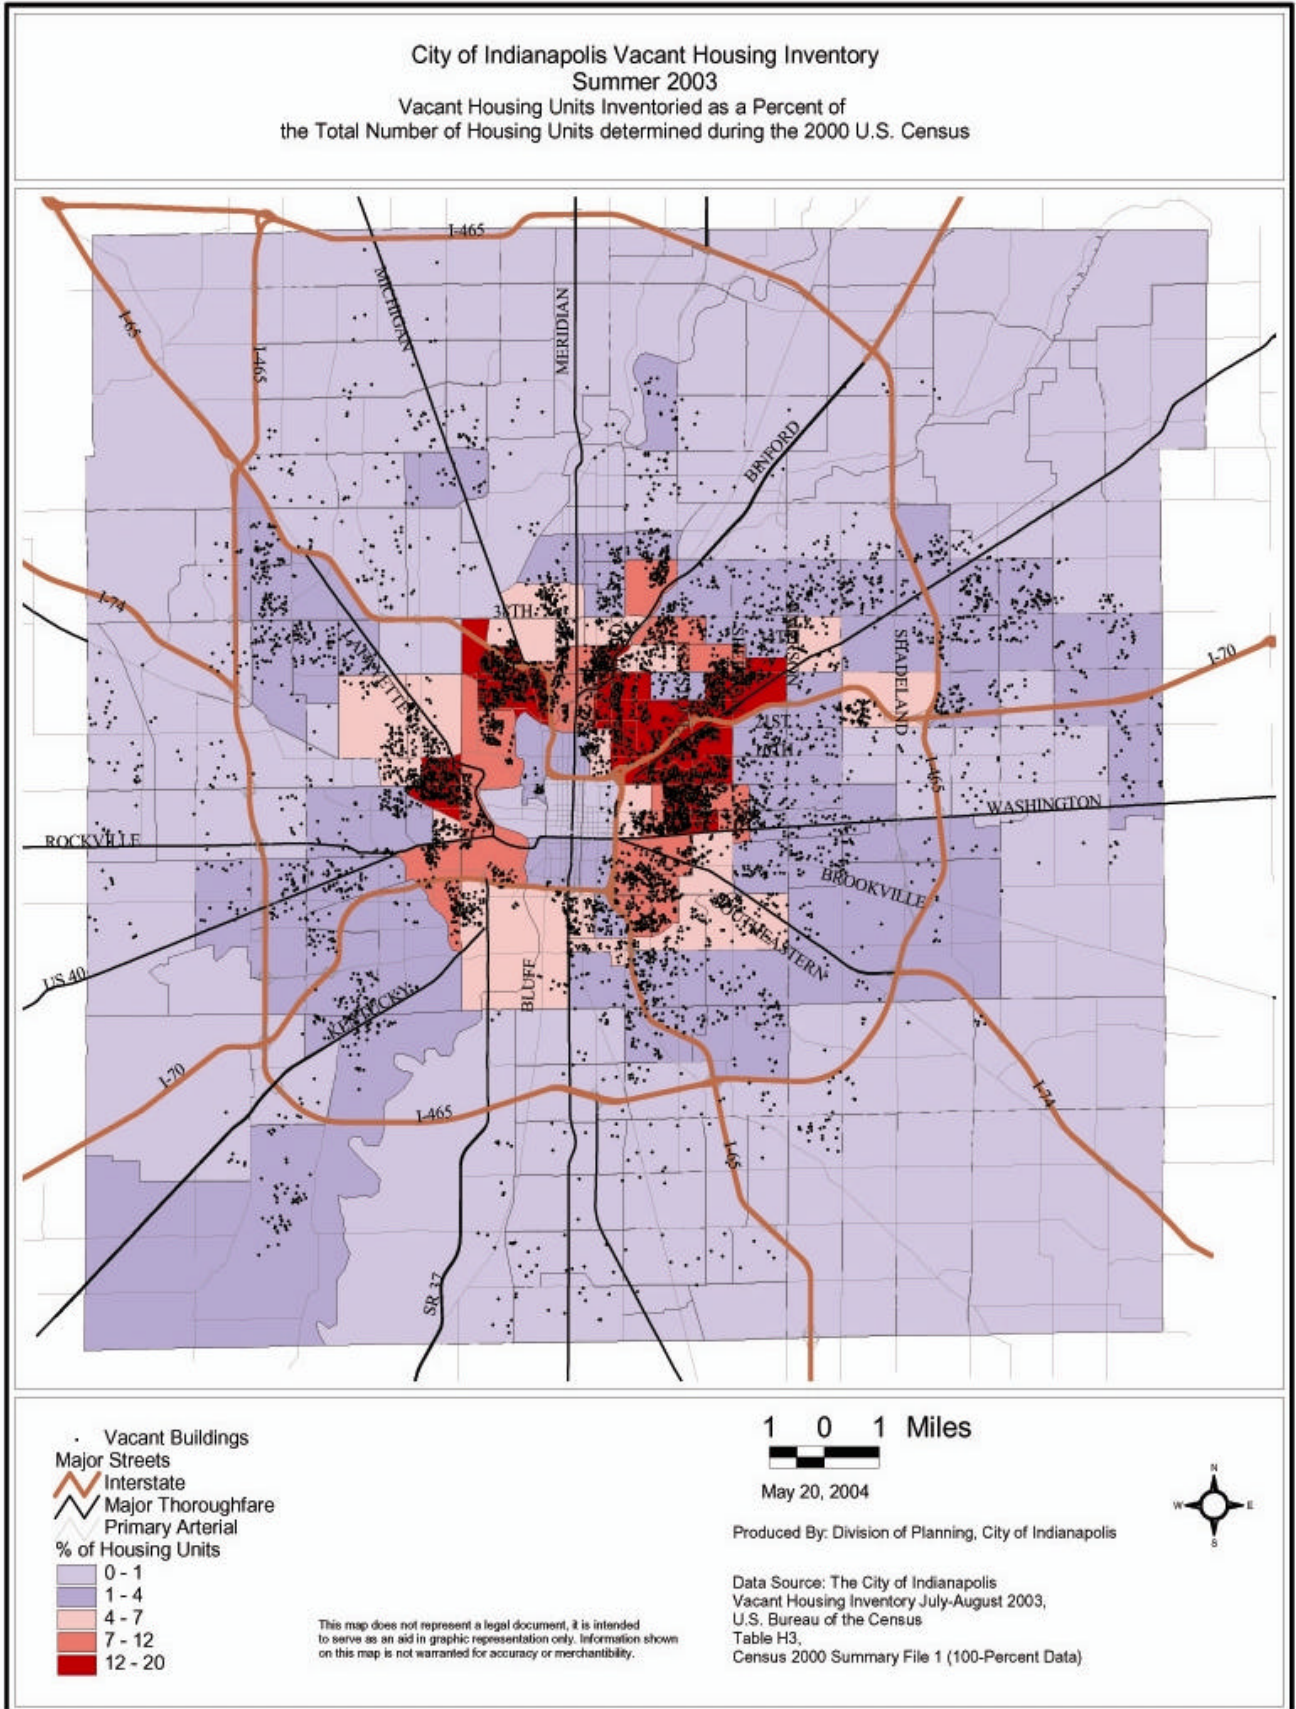 City of Indianapolis Vacant Housing Inventory
Summer 2003
Vacant Housing Units Inventoried as a Percent of
the Total Number of Housing Units determined during the 2000 U.S. Census
I-465
MICHIGAN
MERIDIAN
I-65
I-465
BINFORD
I-74
38TH
LAFAYETTE
SHADELAND
I-70
21ST
10TH
I-465
WASHINGTON
ROCKVILLE
BROOKVILLE
SOUTHEASTERN
US 40
BLUFF
KENTUCKY
I-70
I-465
I-74
I-65
SR 37
Vacant Buildings
Major Streets
Interstate
Major Thoroughfare
Primary Arterial
% of Housing Units
0 - 1
1 - 4
4 - 7
7 - 12
12 - 20
This map does not represent a legal document, it is intended
to serve as an aid in graphic representation only. Information shown
on this map is not warranted for accuracy or merchantibility.
1 0 1 Miles
May 20, 2004
Produced By: Division of Planning, City of Indianapolis
Data Source: The City of Indianapolis
Vacant Housing Inventory July-August 2003,
U.S. Bureau of the Census
Table H3,
Census 2000 Summary File 1 (100-Percent Data)
N
W E
S